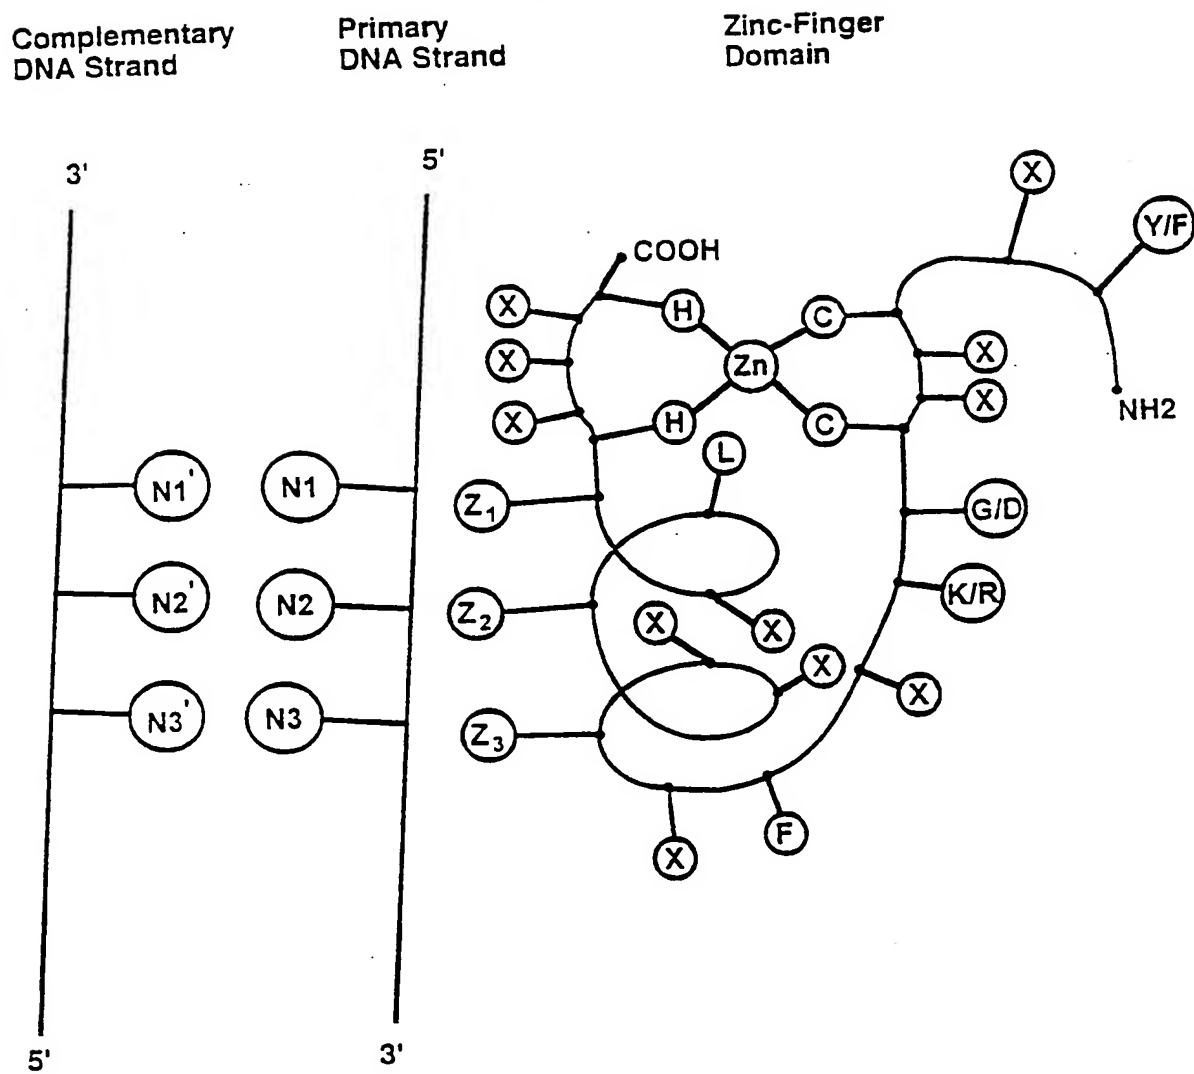 Complementary
DNA Strand
Primary
DNA Strand
Zinc-Finger
Domain
3'
5'
X
Y/F
COOH
X
H
C
X
Zn
X
X
X
H
C
NH2
L
N1'
N1
Z1
G/D
K/R
N2'
N2
Z2
X
X
X
X
N3'
N3
Z3
F
X
5'
3'